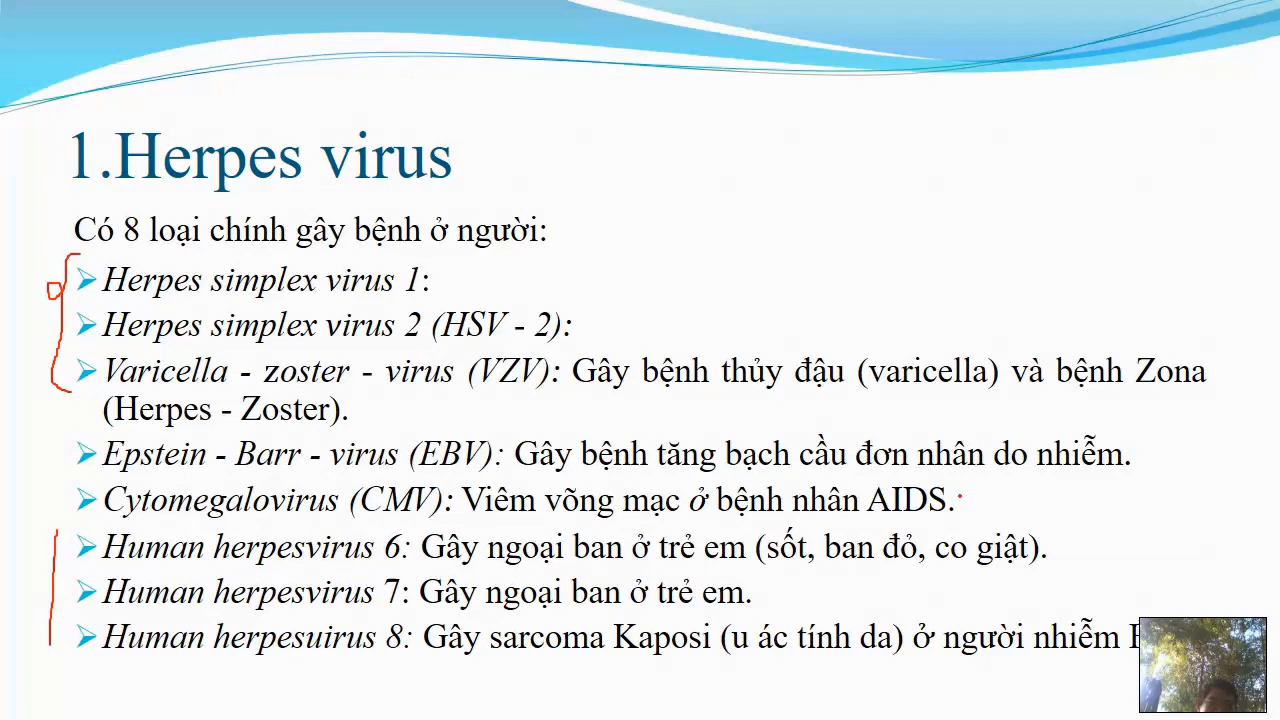 1.Herpes virus
Có 8 loại chính gây bệnh ở người:
Herpes simplex virus 1:
Herpes simplex virus 2 (HSV - 2):
Varicella - zoster - virus (VZV): Gây bệnh thủy đậu (varicella) và bệnh Zona
(Herpes - Zoster).
Epstein - Barr - virus (EBV): Gây bệnh tăng bạch cầu đơn nhân do nhiễm.
Cytomegalovirus (CMV): Viêm võng mạc ở bệnh nhân AIDS.
Human herpesvirus 6: Gây ngoại ban ở trẻ em (sốt, ban đỏ, co giật).
Human herpesvirus 7: Gây ngoại ban ở trẻ em.
Human herpesuirus 8: Gây sarcoma Kaposi (u ác tính da) ở người nhiễm